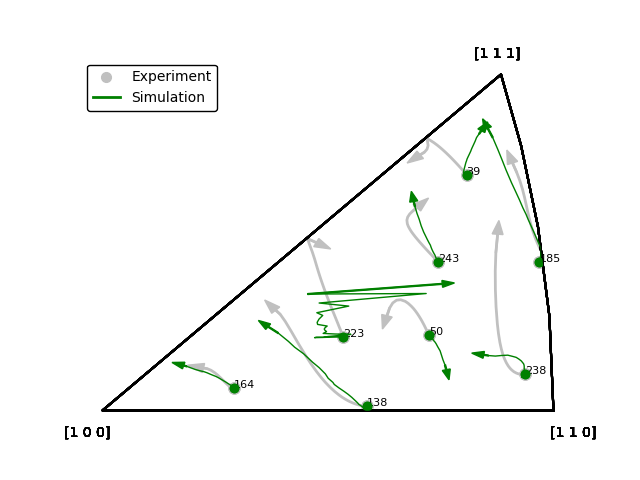 [1 1 1]
Experiment
Simulation
39
243
185
223
50
238
164
138
[1 0 0]
[1 1 0]